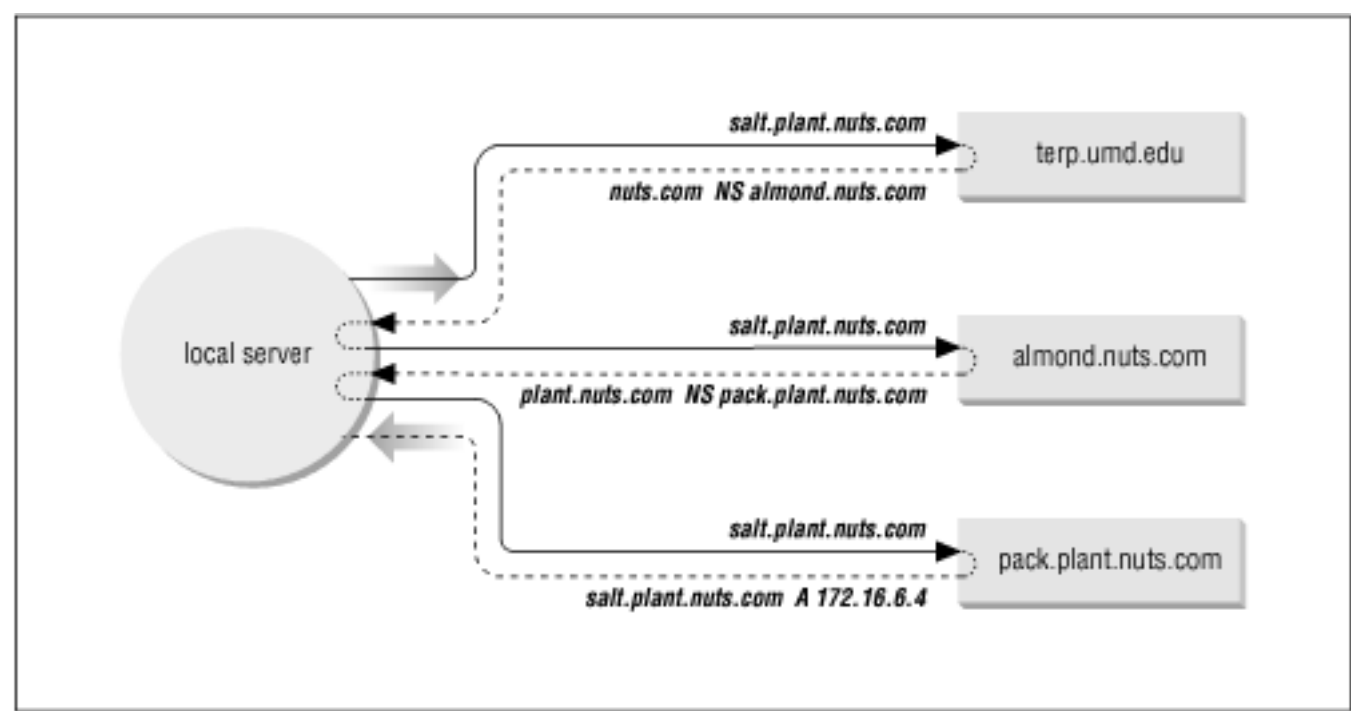 salt.plant.nuts.com
terp.umd.edu
nuts.com NS almond.nuts.com
salt.plant.nuts.com
local server
almond.nuts.com
plant.nuts.com NS pack.plant.nuts.com
salt.plant.nuts.com
pack.plant.nuts.com
salt.plant.nuts.com A 172.16.6.4